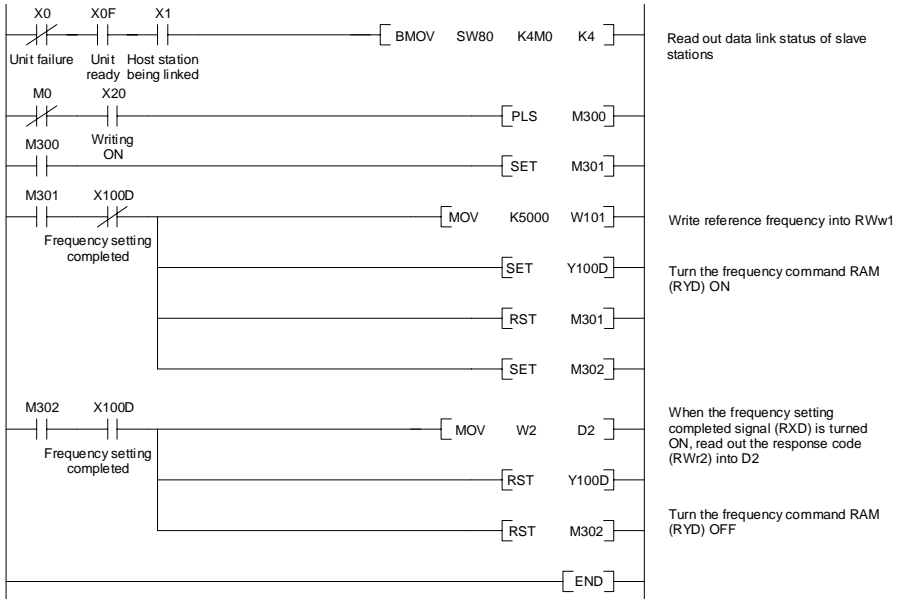 X0 X0F X1
BMOV SW80 K4M0 K4
Read out data link status of slave
stations
Unit failure Unit Host station
ready being linked
M0 X20
PLS M300
Writing
ON
M300
SET M301
M301 X100D
MOV K5000 W101
Write reference frequency into RWw1
Frequency setting
completed
SET Y100D
Turn the frequency command RAM
(RYD) ON
RST M301
SET M302
M302 X100D
MOV W2 D2
When the frequency setting
completed signal (RXD) is turned
ON, read out the response code
(RWr2) into D2
Frequency setting
completed
RST Y100D
Turn the frequency command RAM
(RYD) OFF
RST M302
END